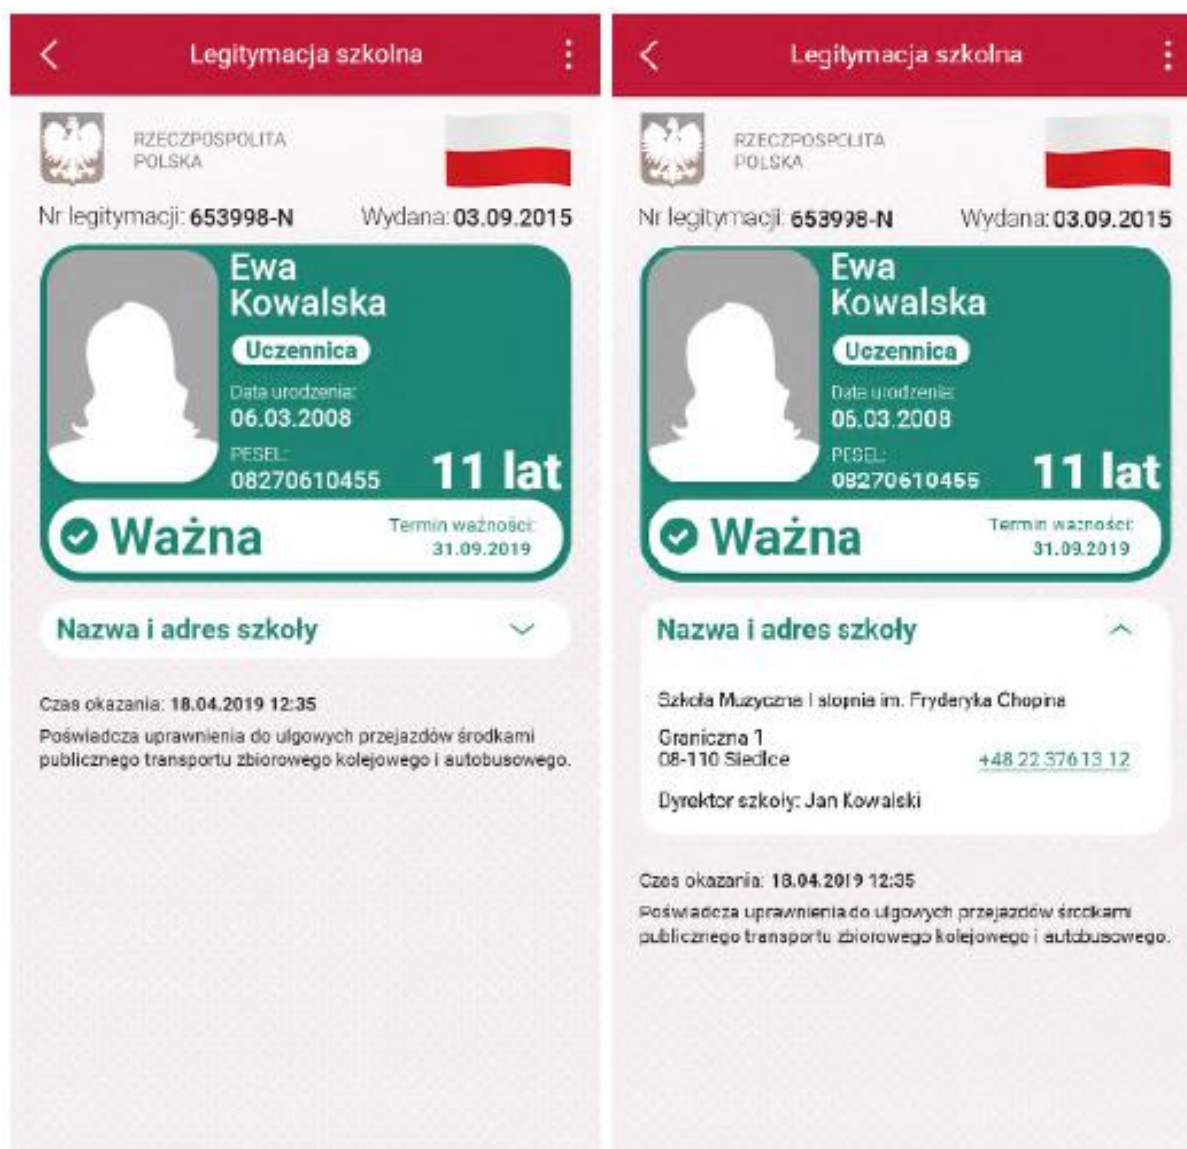 Legitymacja szkolna
RZECZPOSPOLITA
POLSKA
Nr legitymacji: 653998-N Wydana: 03.09.2015
Ewa
Kowalska
Uczennica
Data urodzenia:
06.03.2008
PESEL:
08270610455
11 lat
Ważna
Termin ważności:
31.09.2019
Nazwa i adres szkoły
Czas okazania: 18.04.2019 12:35
Poświadcza uprawnienia do ulgowych przejazdów środkami
publicznego transportu zbiorowego kolejowego i autobusowego.
Legitymacja szkolna
RZECZPOSPOLITA
POLSKA
Nr legitymacji: 653998-N Wydana: 03.09.2015
Ewa
Kowalska
Uczennica
Data urodzenia:
06.03.2008
PESEL:
08270610455
11 lat
Ważna
Termin ważności:
31.09.2019
Nazwa i adres szkoły
Szkoła Muzyczna I stopnia im. Fryderyka Chopina
Graniczna 1
08-110 Siedlce +48 22 376 13 12
Dyrektor szkoły: Jan Kowalski
Czas okazania: 18.04.2019 12:35
Poświadcza uprawnienia do ulgowych przejazdów środkami
publicznego transportu zbiorowego kolejowego i autobusowego.